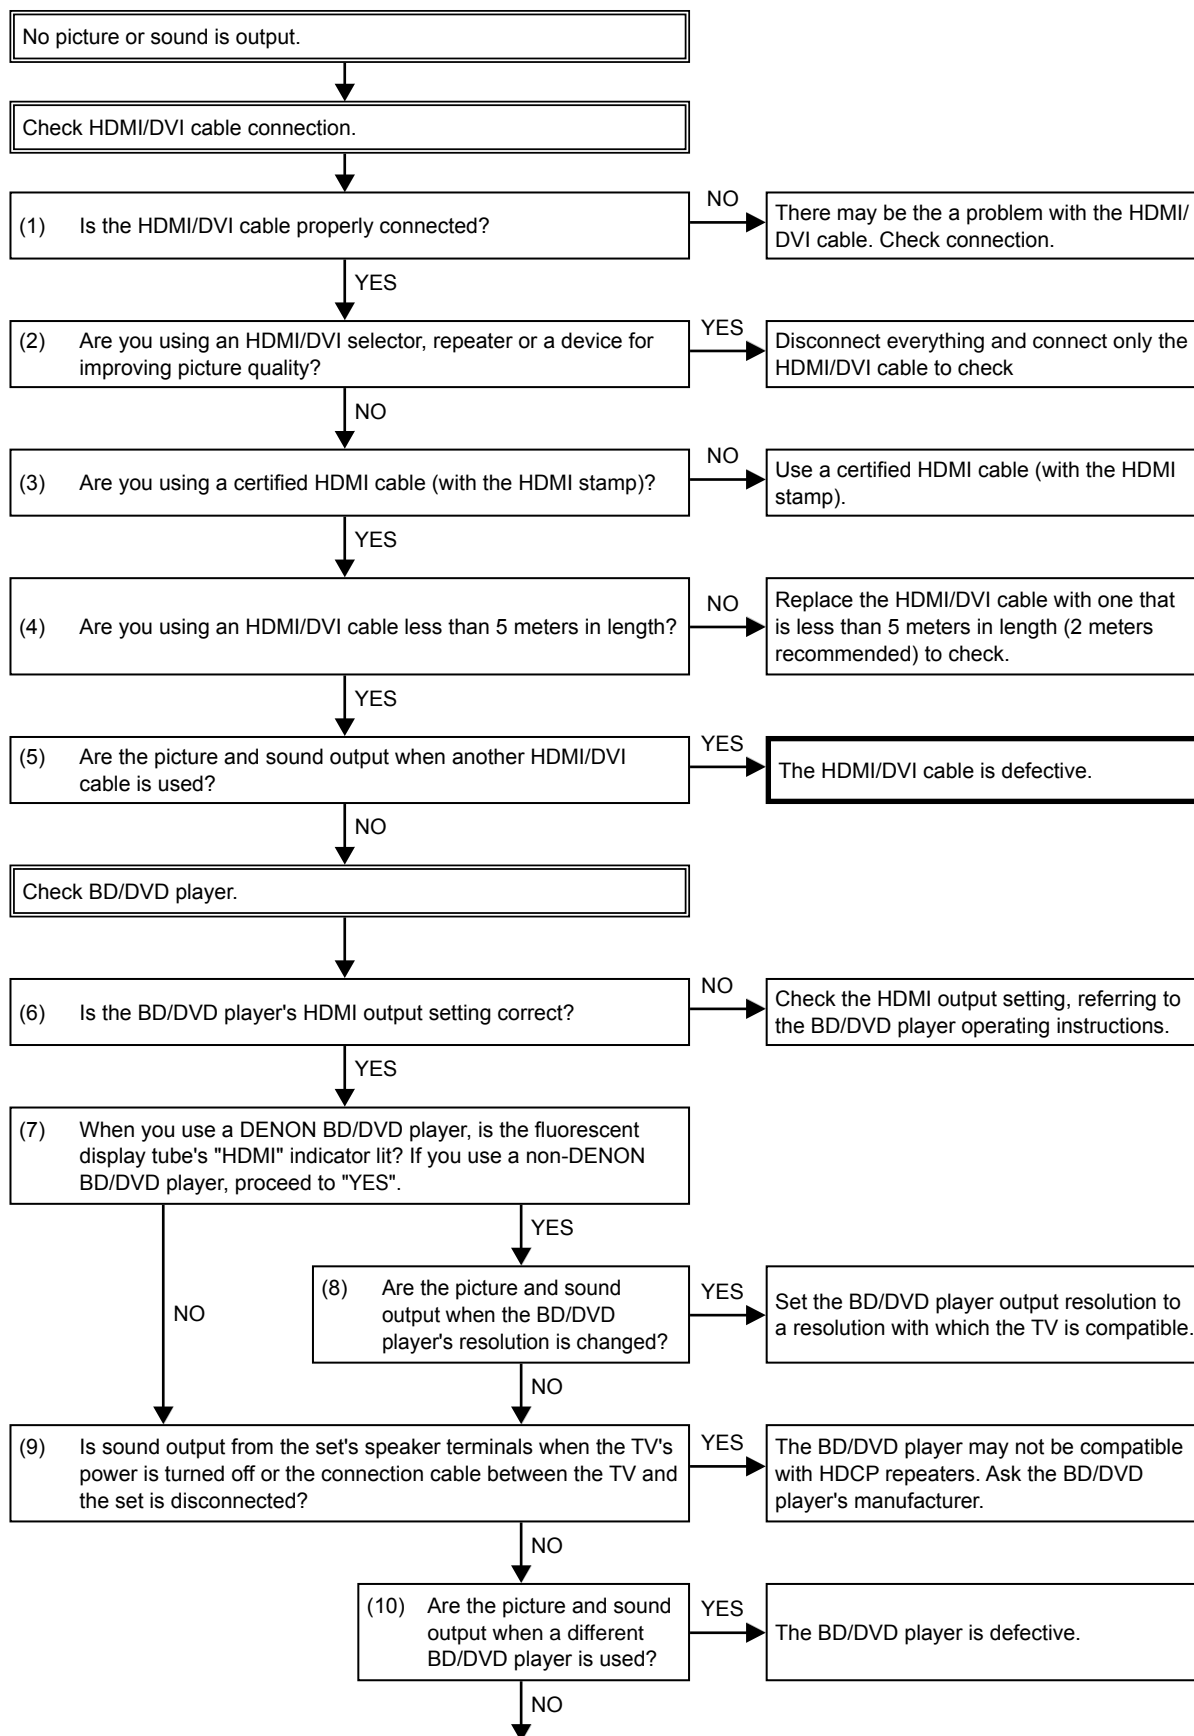 No picture or sound is output.
Check HDMI/DVI cable connection.
(1) Is the HDMI/DVI cable properly connected?
NO
There may be the a problem with the HDMI/
DVI cable. Check connection.
YES
(2) Are you using an HDMI/DVI selector, repeater or a device for
improving picture quality?
YES
Disconnect everything and connect only the
HDMI/DVI cable to check
NO
(3) Are you using a certified HDMI cable (with the HDMI stamp)?
NO
Use a certified HDMI cable (with the HDMI
stamp).
YES
(4) Are you using an HDMI/DVI cable less than 5 meters in length?
NO
Replace the HDMI/DVI cable with one that
is less than 5 meters in length (2 meters
recommended) to check.
YES
(5) Are the picture and sound output when another HDMI/DVI
cable is used?
YES
The HDMI/DVI cable is defective.
NO
Check BD/DVD player.
(6) Is the BD/DVD player's HDMI output setting correct?
NO
Check the HDMI output setting, referring to
the BD/DVD player operating instructions.
YES
(7) When you use a DENON BD/DVD player, is the fluorescent
display tube's "HDMI" indicator lit? If you use a non-DENON
BD/DVD player, proceed to "YES".
YES
NO
(8) Are the picture and sound
output when the BD/DVD
player's resolution is changed?
YES
Set the BD/DVD player output resolution to
a resolution with which the TV is compatible.
NO
(9) Is sound output from the set's speaker terminals when the TV's
power is turned off or the connection cable between the TV and
the set is disconnected?
YES
The BD/DVD player may not be compatible
with HDCP repeaters. Ask the BD/DVD
player's manufacturer.
NO
(10) Are the picture and sound
output when a different
BD/DVD player is used?
YES
The BD/DVD player is defective.
NO